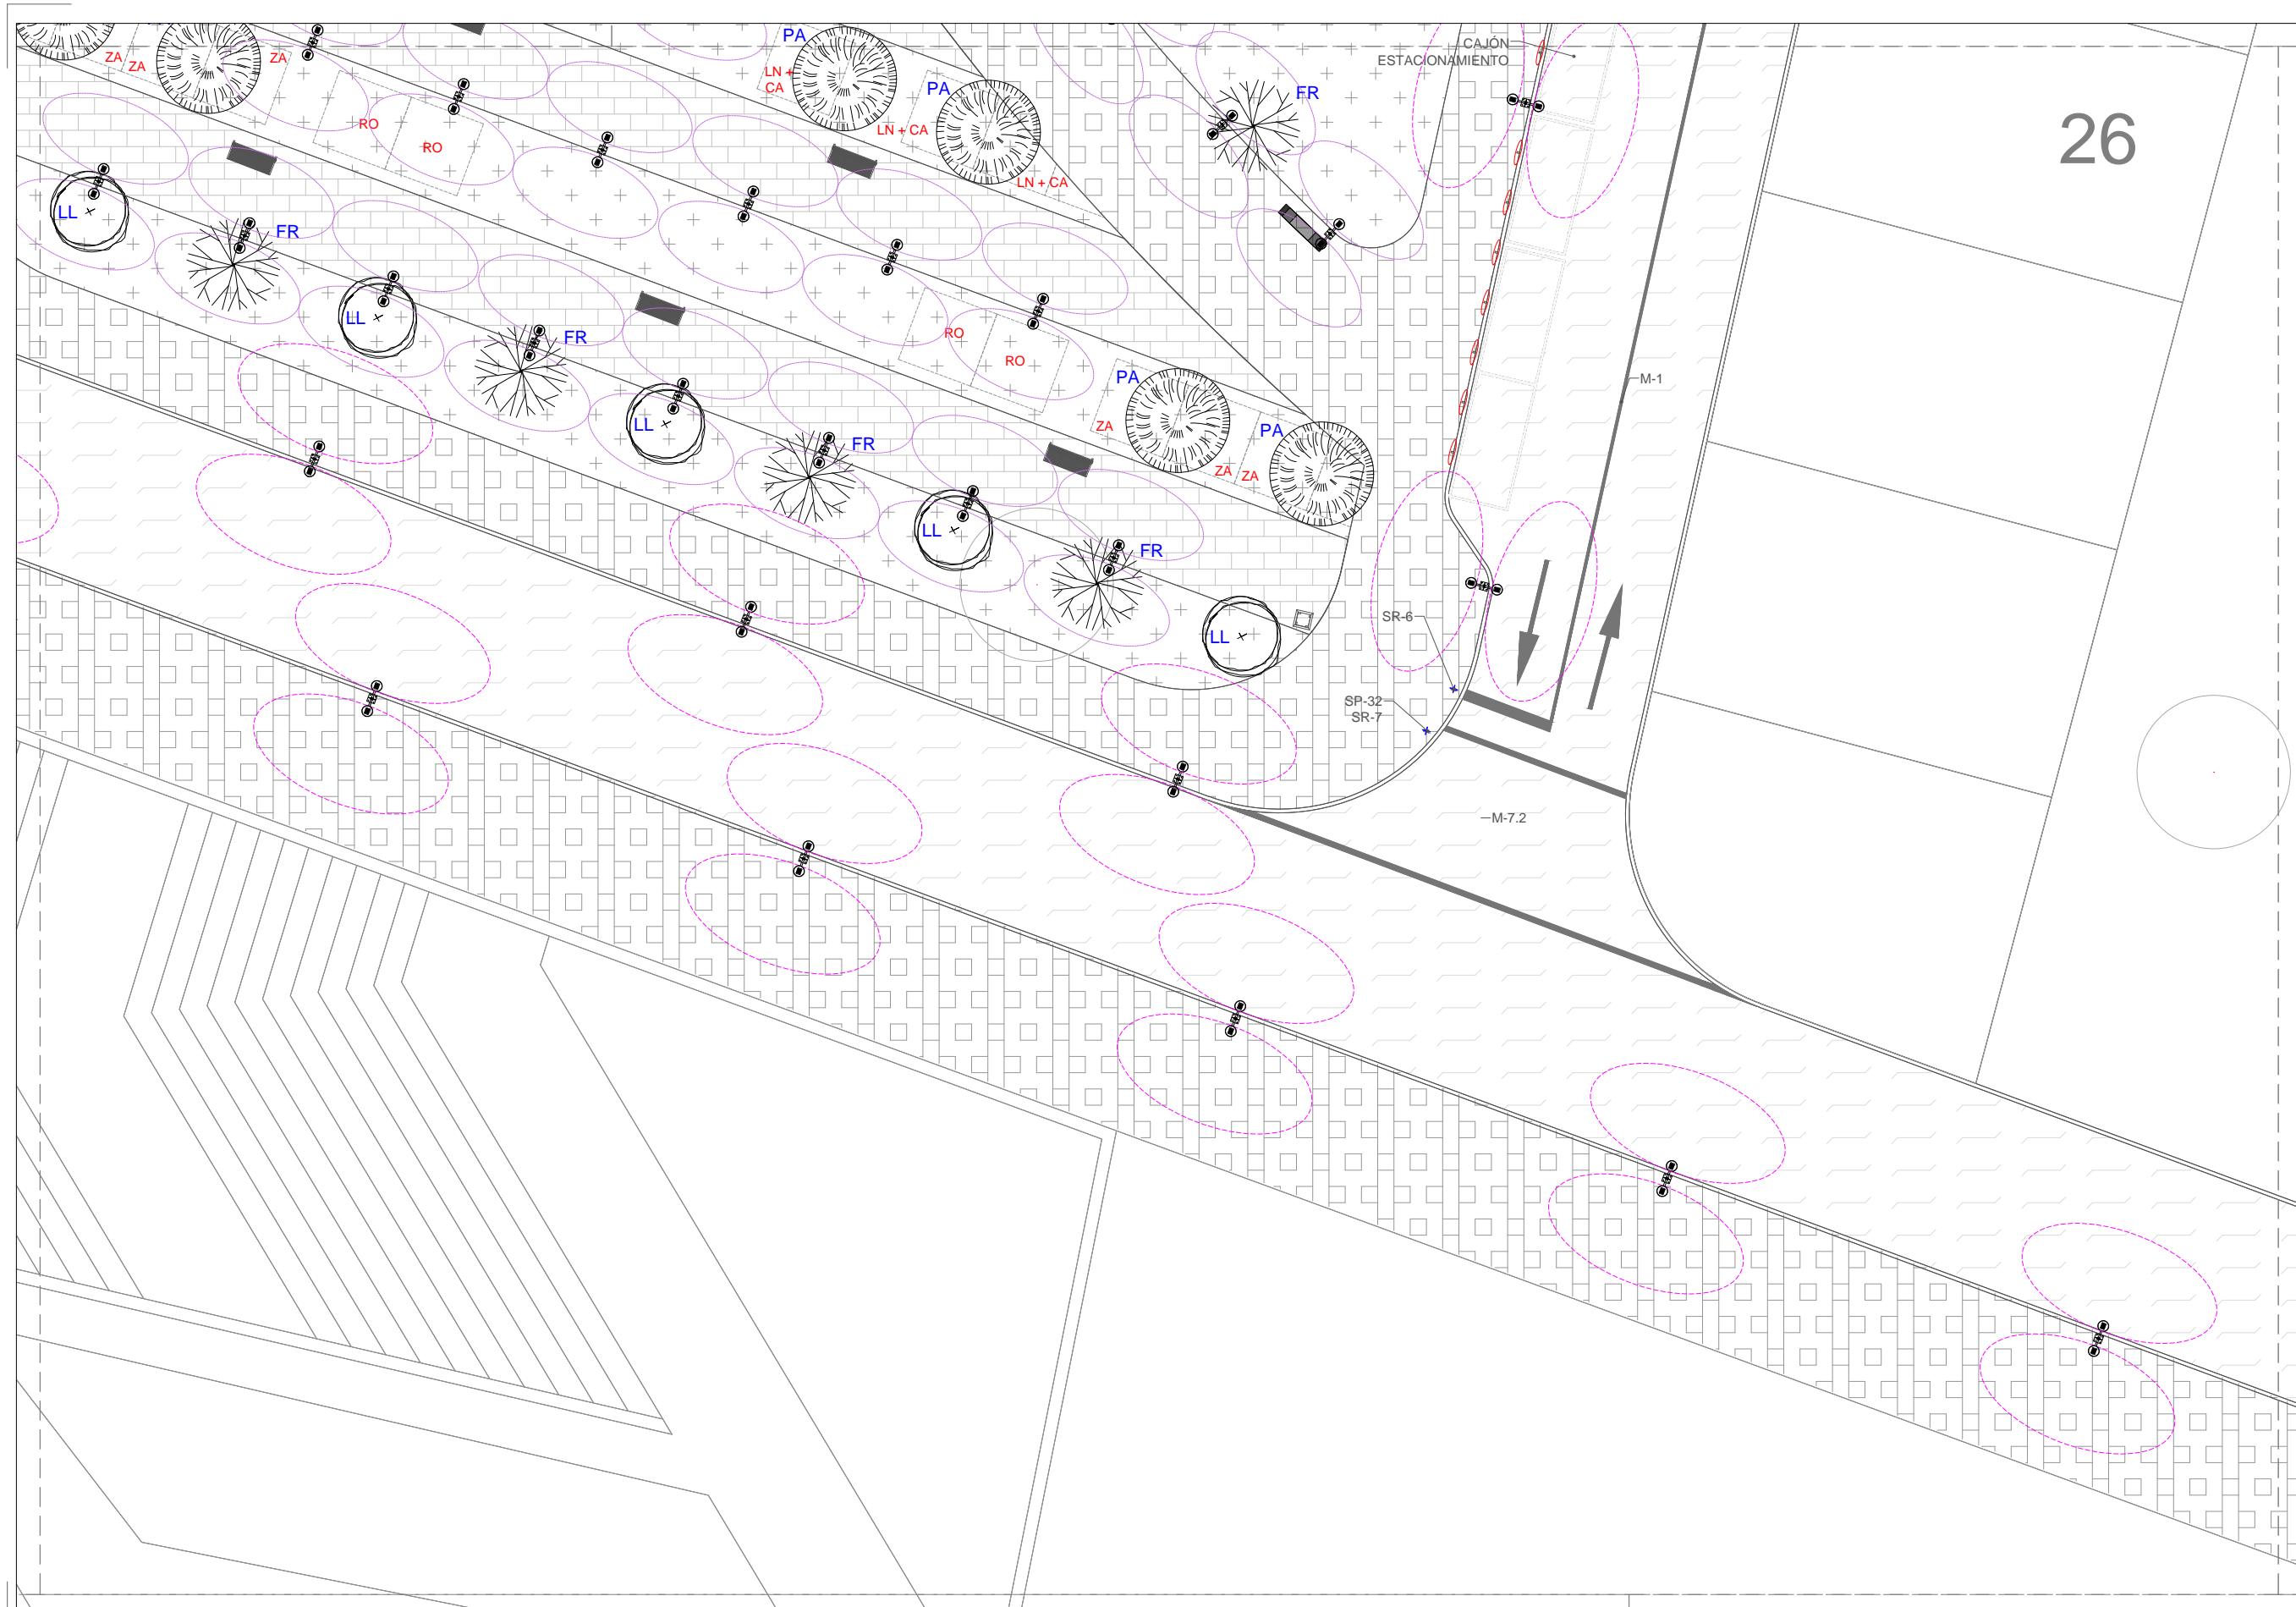 PA
CAJÓN
ESTACIONAMIENTO
ZA
ZA
ZA
LN +
CA
PA
FR
26
RO
LN + CA
RO
LN + CA
LL
FR
LL
FR
RO
RO
M-1
PA
LL
FR
ZA
PA
ZA
ZA
LL
FR
SR-6
LL
SP-32
SR-7
M-7.2